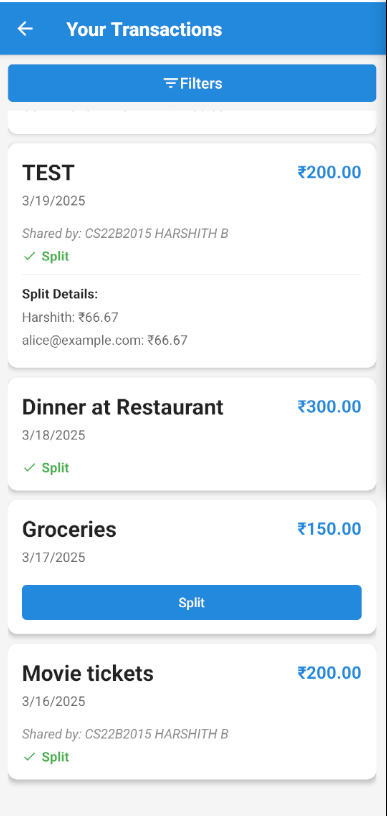 Your Transactions
Filters
TEST ₹200.00
3/19/2025
Shared by: CS22B2015 HARSHITH B
Split
Split Details:
Harshith: ₹66.67
alice@example.com: ₹66.67
Dinner at Restaurant ₹300.00
3/18/2025
Split
Groceries ₹150.00
3/17/2025
Split
Movie tickets ₹200.00
3/16/2025
Shared by: CS22B2015 HARSHITH B
Split